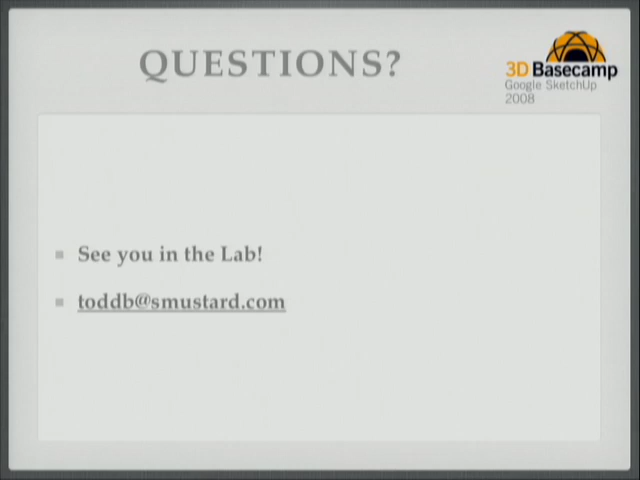 QUESTIONS?
3D Basecamp
Google SketchUp
2008
See you in the Lab!
toddb@smustard.com